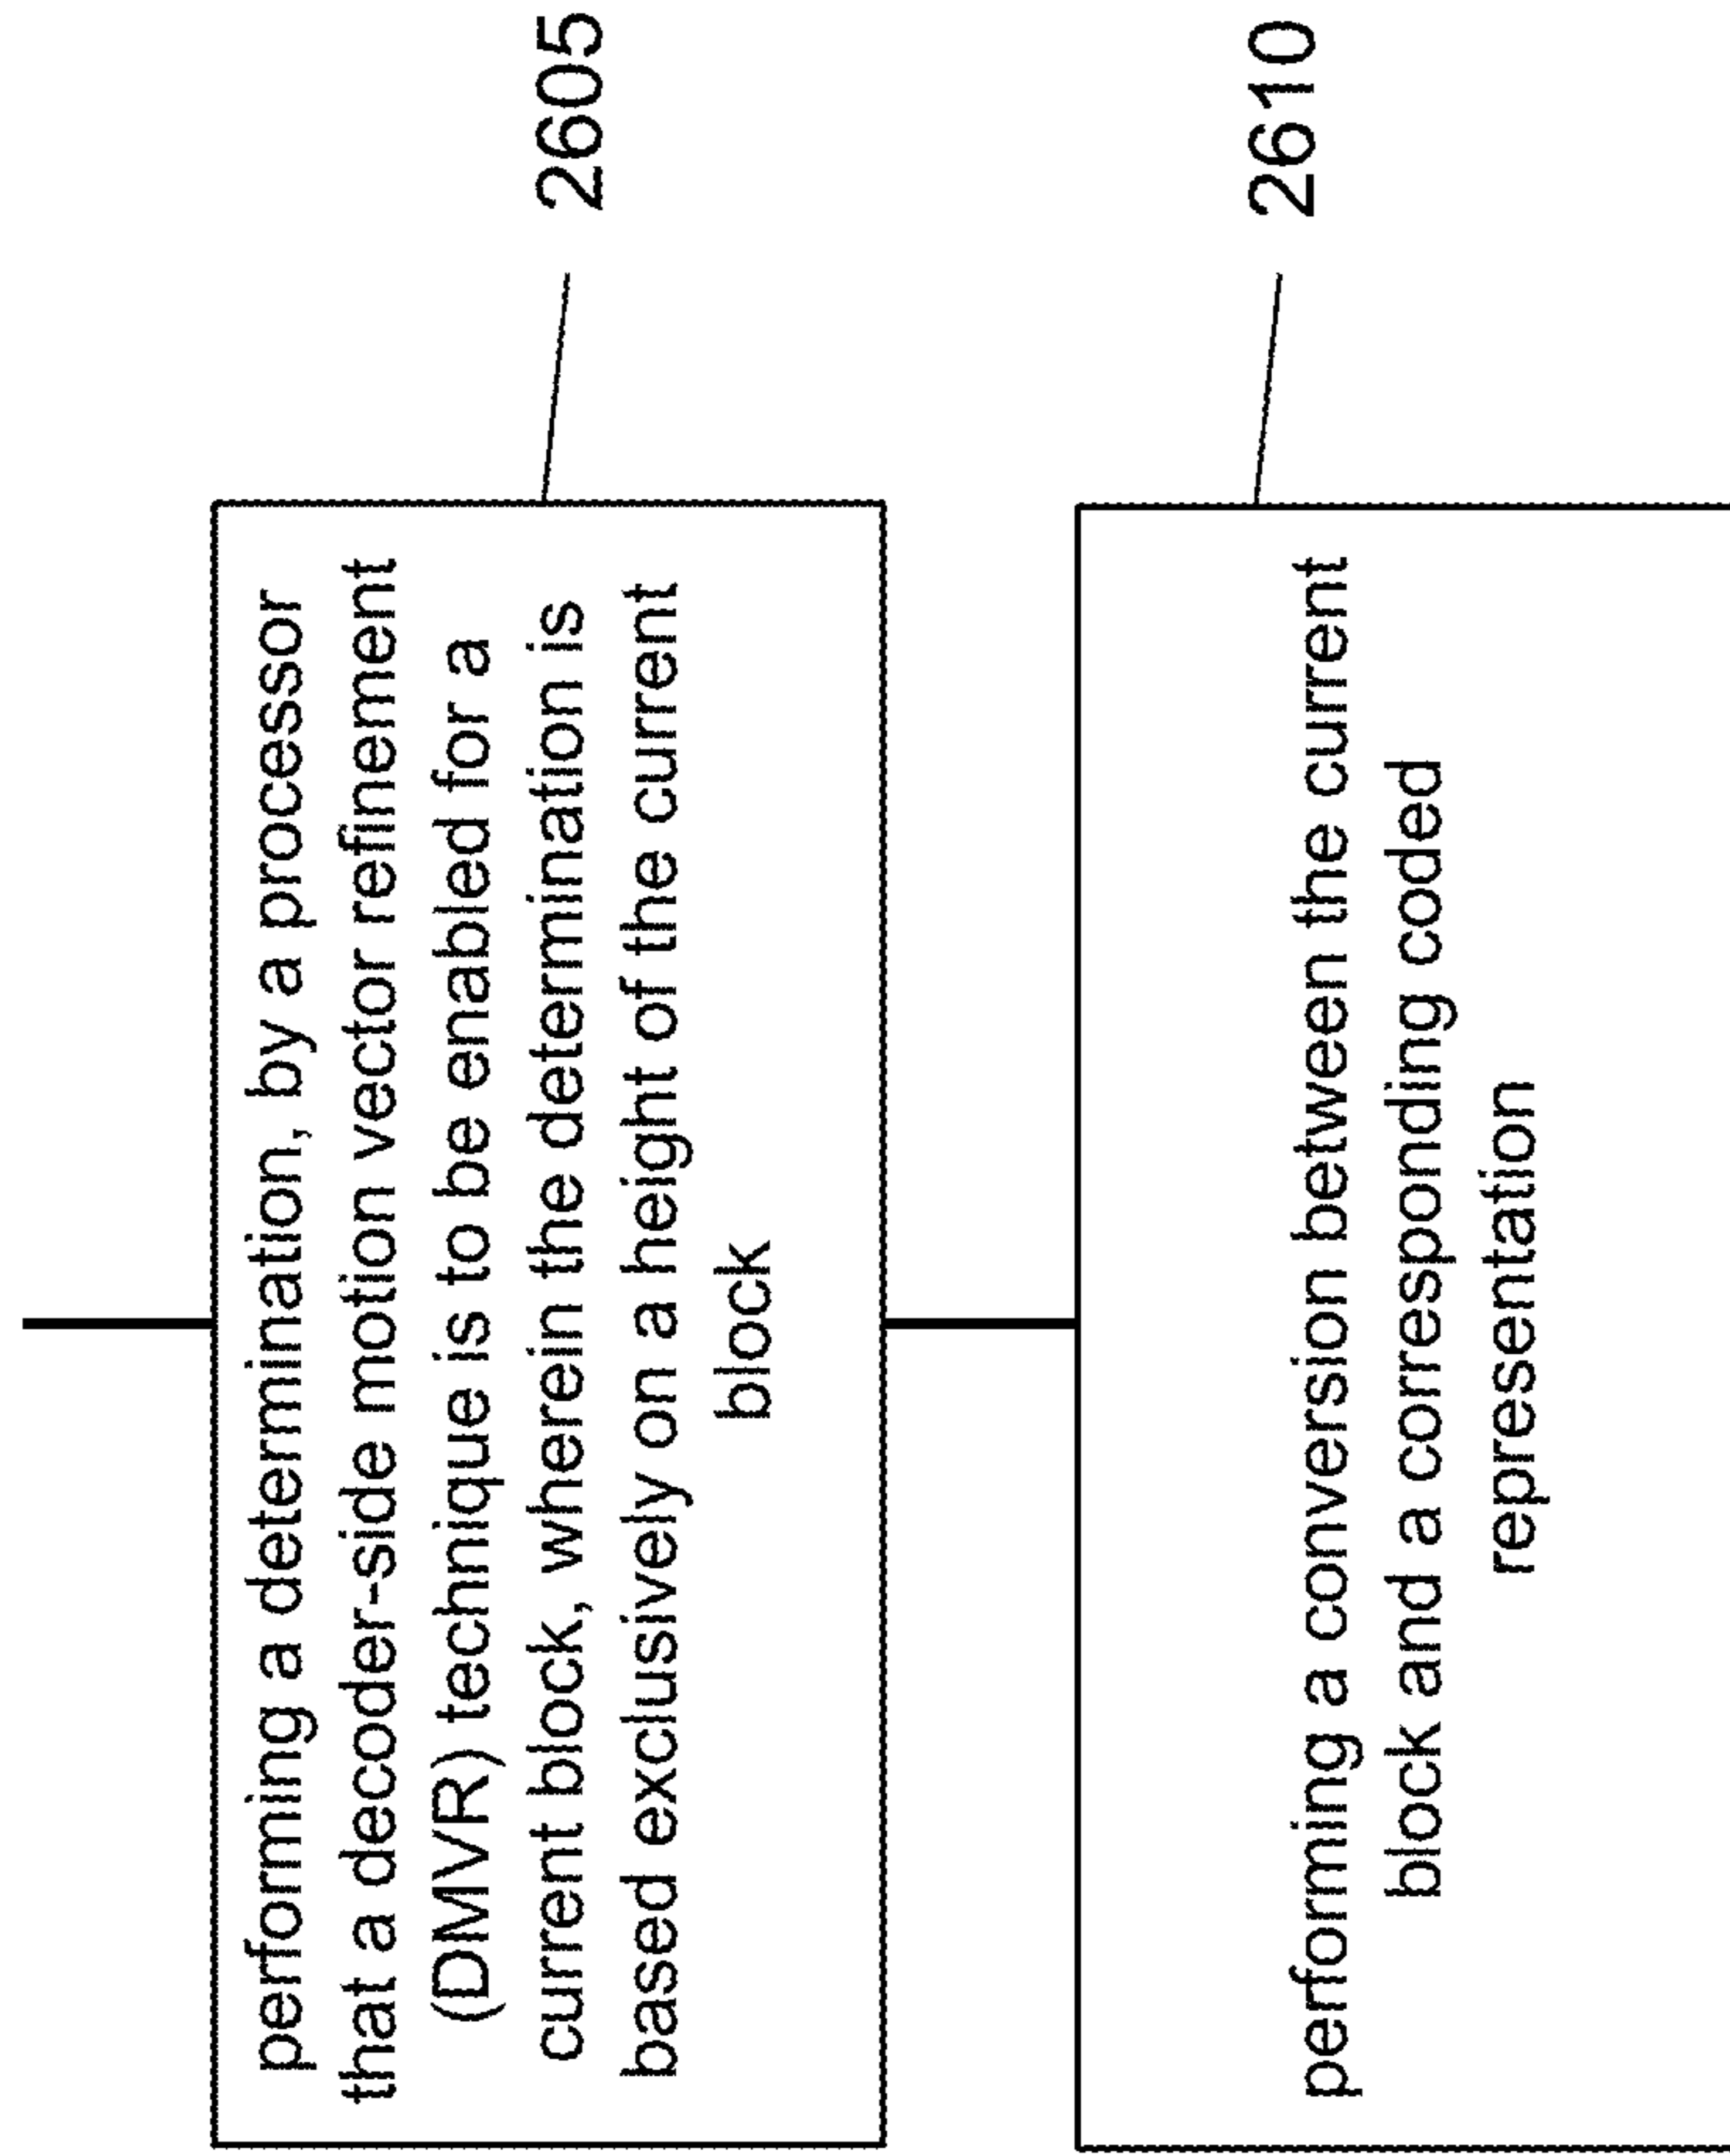 performing a determination, by a processor
that a decoder-side motion vector refinement
(DMVR) technique is to be enabled for a
current block, wherein the determination is
based exclusively on a height of the current
block
2605
performing a conversion between the current
block and a corresponding coded
representation
2610